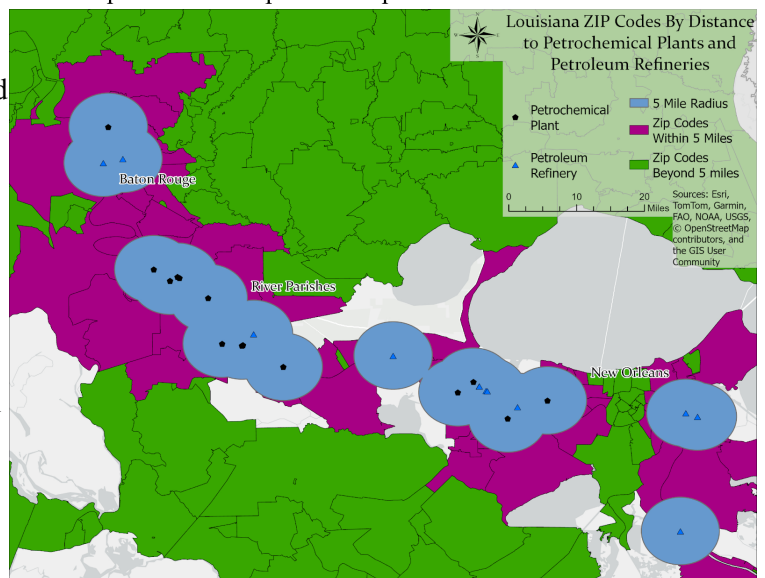 Louisiana ZIP Codes By Distance
to Petrochemical Plants and
Petroleum Refineries
Petrochemical
Plant
Petroleum
Refinery
5 Mile Radius
Zip Codes
Within 5 Miles
Zip Codes
Beyond 5 miles
0 10 20
Miles
Sources: Esri,
TomTom, Garmin,
FAO, NOAA, USGS,
© OpenStreetMap
contributors, and
the GIS User
Community
Baton Rouge
River Parishes
New Orleans